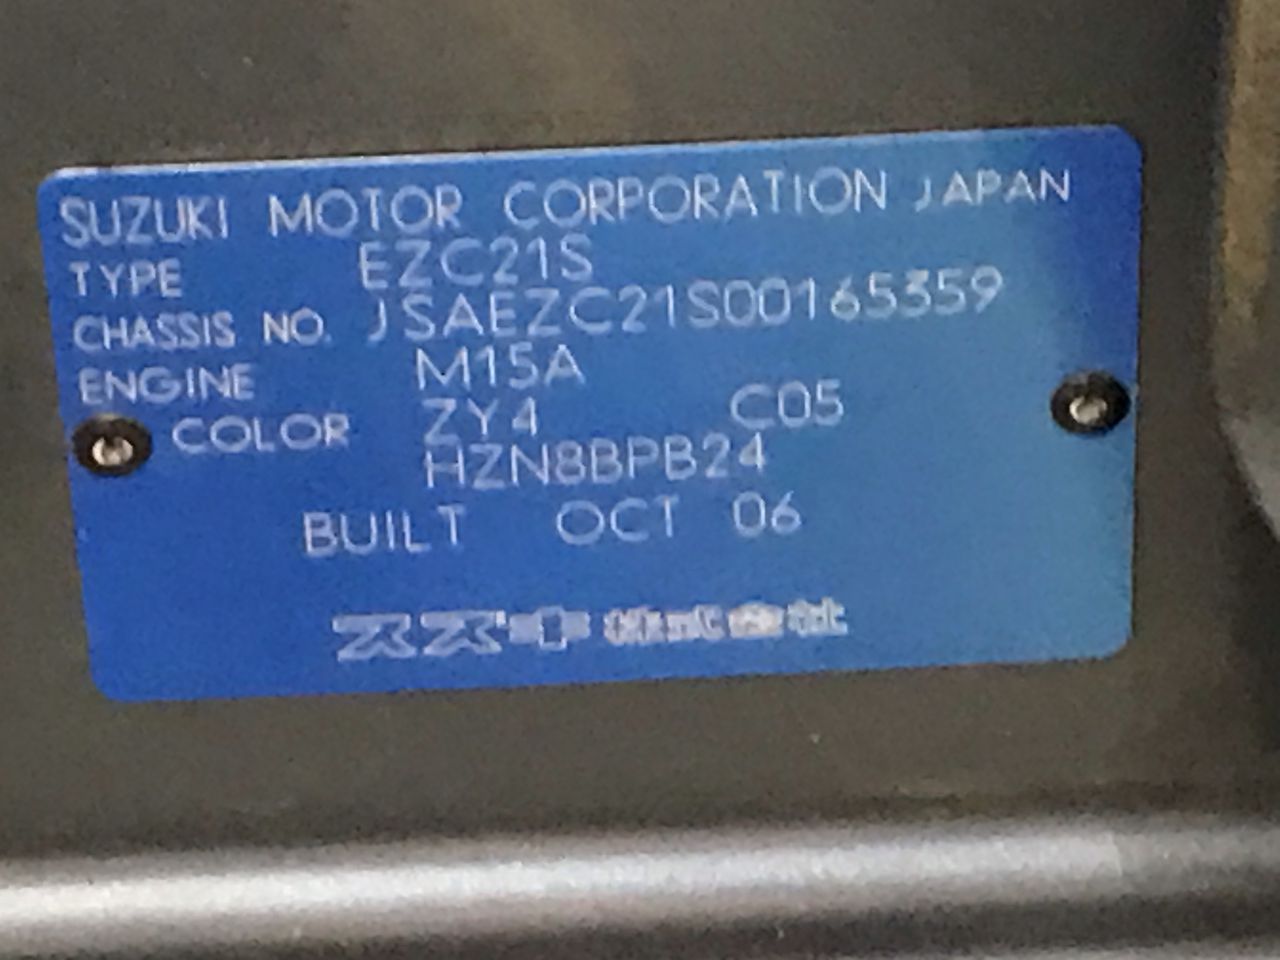 SUZUKI MOTOR CORPORATION JAPAN
TYPE EZC21S
CHASSIS NO. JSAEZC21S00165359
ENGINE M15A
COLOR ZY4 C05
HZN8BPB24
BUILT OCT 06